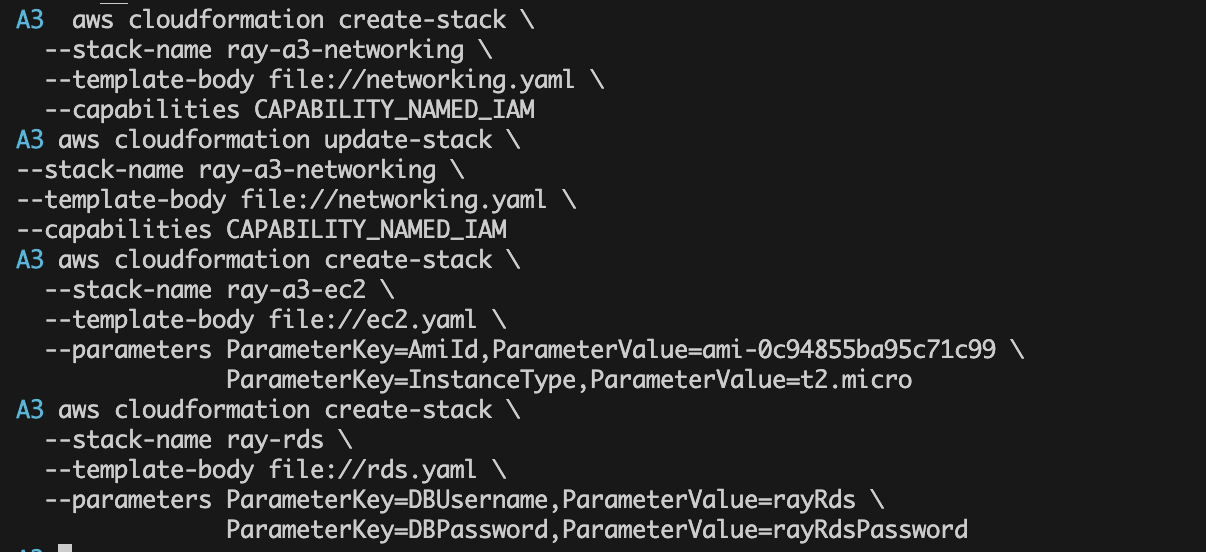 A3  aws cloudformation create-stack \
  --stack-name ray-a3-networking \
  --template-body file://networking.yaml \
  --capabilities CAPABILITY_NAMED_IAM
A3 aws cloudformation update-stack \
--stack-name ray-a3-networking \
--template-body file://networking.yaml \
--capabilities CAPABILITY_NAMED_IAM
A3 aws cloudformation create-stack \
  --stack-name ray-a3-ec2 \
  --template-body file://ec2.yaml \
  --parameters ParameterKey=AmiId,ParameterValue=ami-0c94855ba95c71c99 \
               ParameterKey=InstanceType,ParameterValue=t2.micro
A3 aws cloudformation create-stack \
  --stack-name ray-rds \
  --template-body file://rds.yaml \
  --parameters ParameterKey=DBUsername,ParameterValue=rayRds \
               ParameterKey=DBPassword,ParameterValue=rayRdsPassword